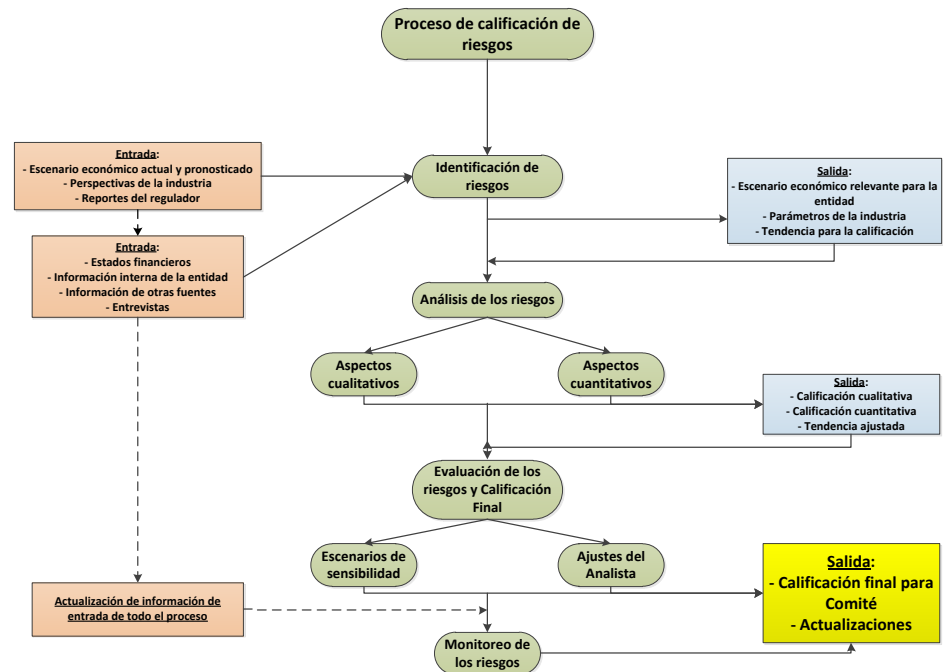 Proceso de calificación de
riesgos
Entrada:
- Escenario económico actual y pronosticado
- Perspectivas de la industria
- Reportes del regulador
Identificación de
riesgos
Salida:
- Escenario económico relevante para la
entidad
- Parámetros de la industria
- Tendencia para la calificación
Entrada:
- Estados financieros
- Información interna de la entidad
- Información de otras fuentes
- Entrevistas
Análisis de los riesgos
Aspectos
cualitativos
Aspectos
cuantitativos
Salida:
- Calificación cualitativa
- Calificación cuantitativa
- Tendencia ajustada
Evaluación de los
riesgos y Calificación
Final
Escenarios de
sensibilidad
Ajustes del
Analista
Salida:
- Calificación final para
Comité
- Actualizaciones
Actualización de información de
entrada de todo el proceso
Monitoreo de
los riesgos